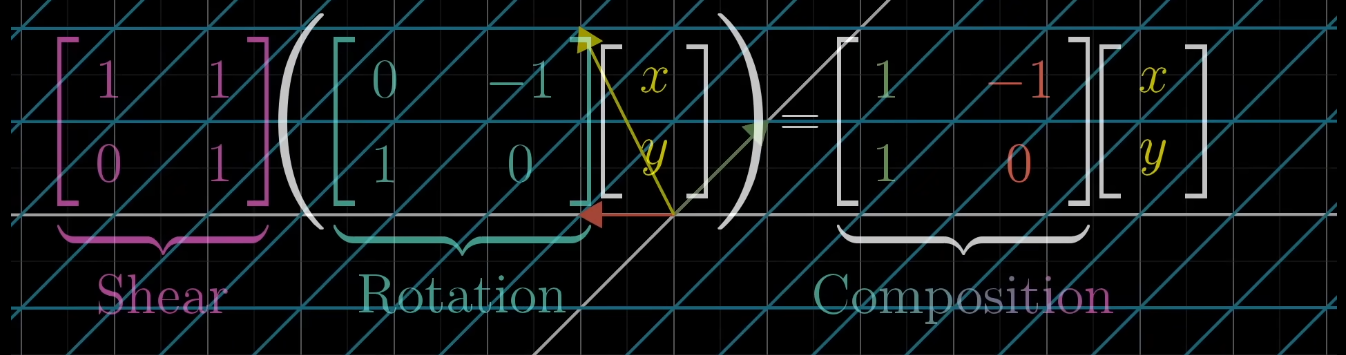 [1 1 0 1] ([0 −1 1 0] [x y]) = [1 −1 1 0] [x y]
Shear Rotation Composition